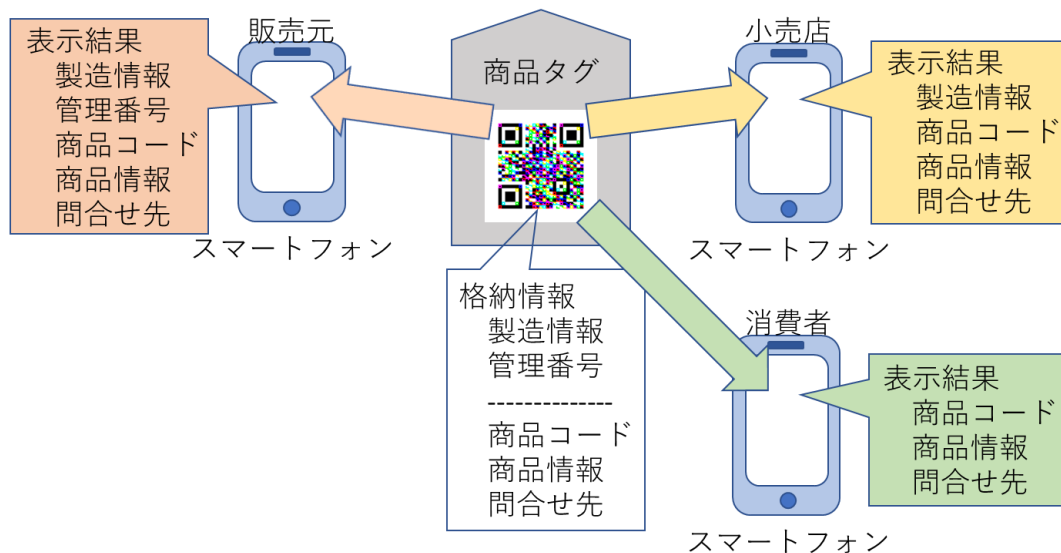 販売元
表示結果
製造情報
管理番号
商品コード
商品情報
問合せ先
スマートフォン
商品タグ
格納情報
製造情報
管理番号
--------------
商品コード
商品情報
問合せ先
小売店
表示結果
製造情報
商品コード
商品情報
問合せ先
スマートフォン
消費者
表示結果
商品コード
商品情報
問合せ先
スマートフォン